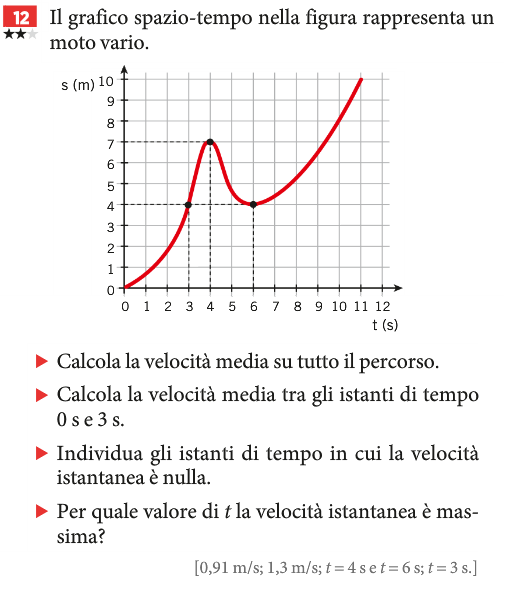 12 Il grafico spazio-tempo nella figura rappresenta un
★★★ moto vario.
s (m) 10
9
8
7
6
5
4
3
2
1
0
0 1 2 3 4 5 6 7 8 9 10 11 12
t (s)
▶ Calcola la velocità media su tutto il percorso.
▶ Calcola la velocità media tra gli istanti di tempo
0 s e 3 s.
▶ Individua gli istanti di tempo in cui la velocità
istantanea è nulla.
▶ Per quale valore di t la velocità istantanea è mas-
sima?
[0,91 m/s; 1,3 m/s; t = 4 s e t = 6 s; t = 3 s.]